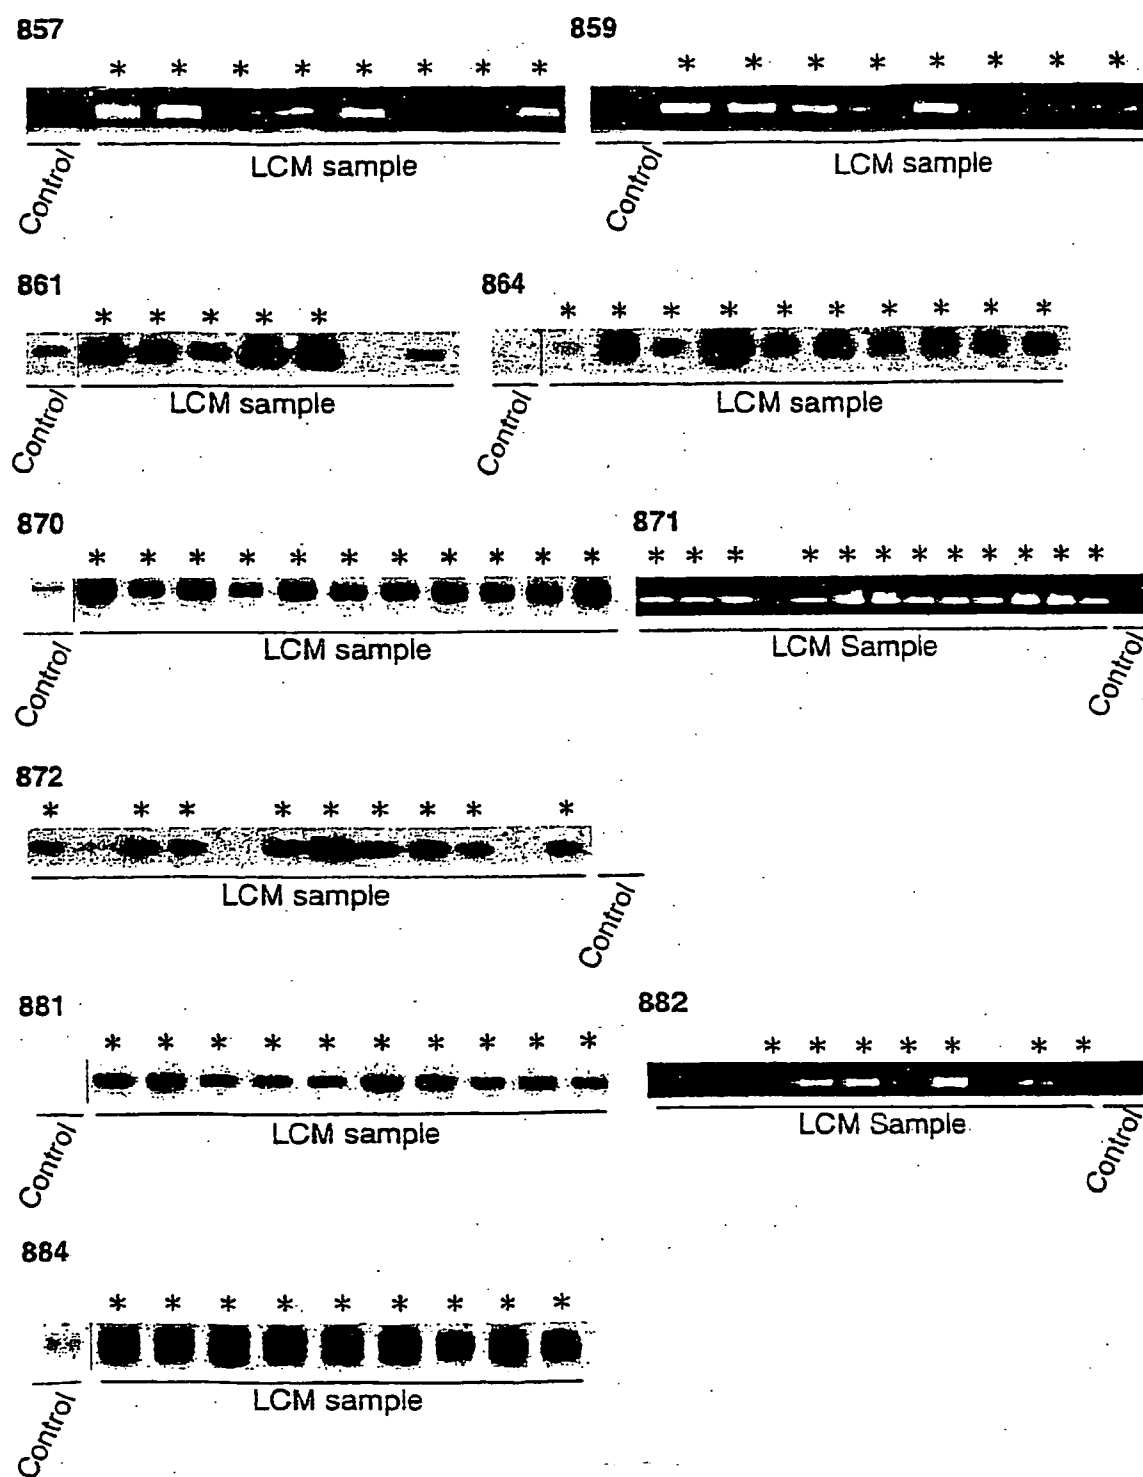 857 859
* * * * * * * * * * * * * * * *
LCM sample LCM sample
Control Control
861 864
* * * * * * * * * * * * * * *
LCM sample LCM sample
Control Control
870 871
* * * * * * * * * * * * * * * * * * * * * * *
LCM sample LCM Sample
Control Control
872
* * * * * * * * *
LCM sample
Control
881 882
* * * * * * * * * * * * * * * * *
LCM sample LCM Sample
Control Control
884
* * * * * * * * *
LCM sample
Control